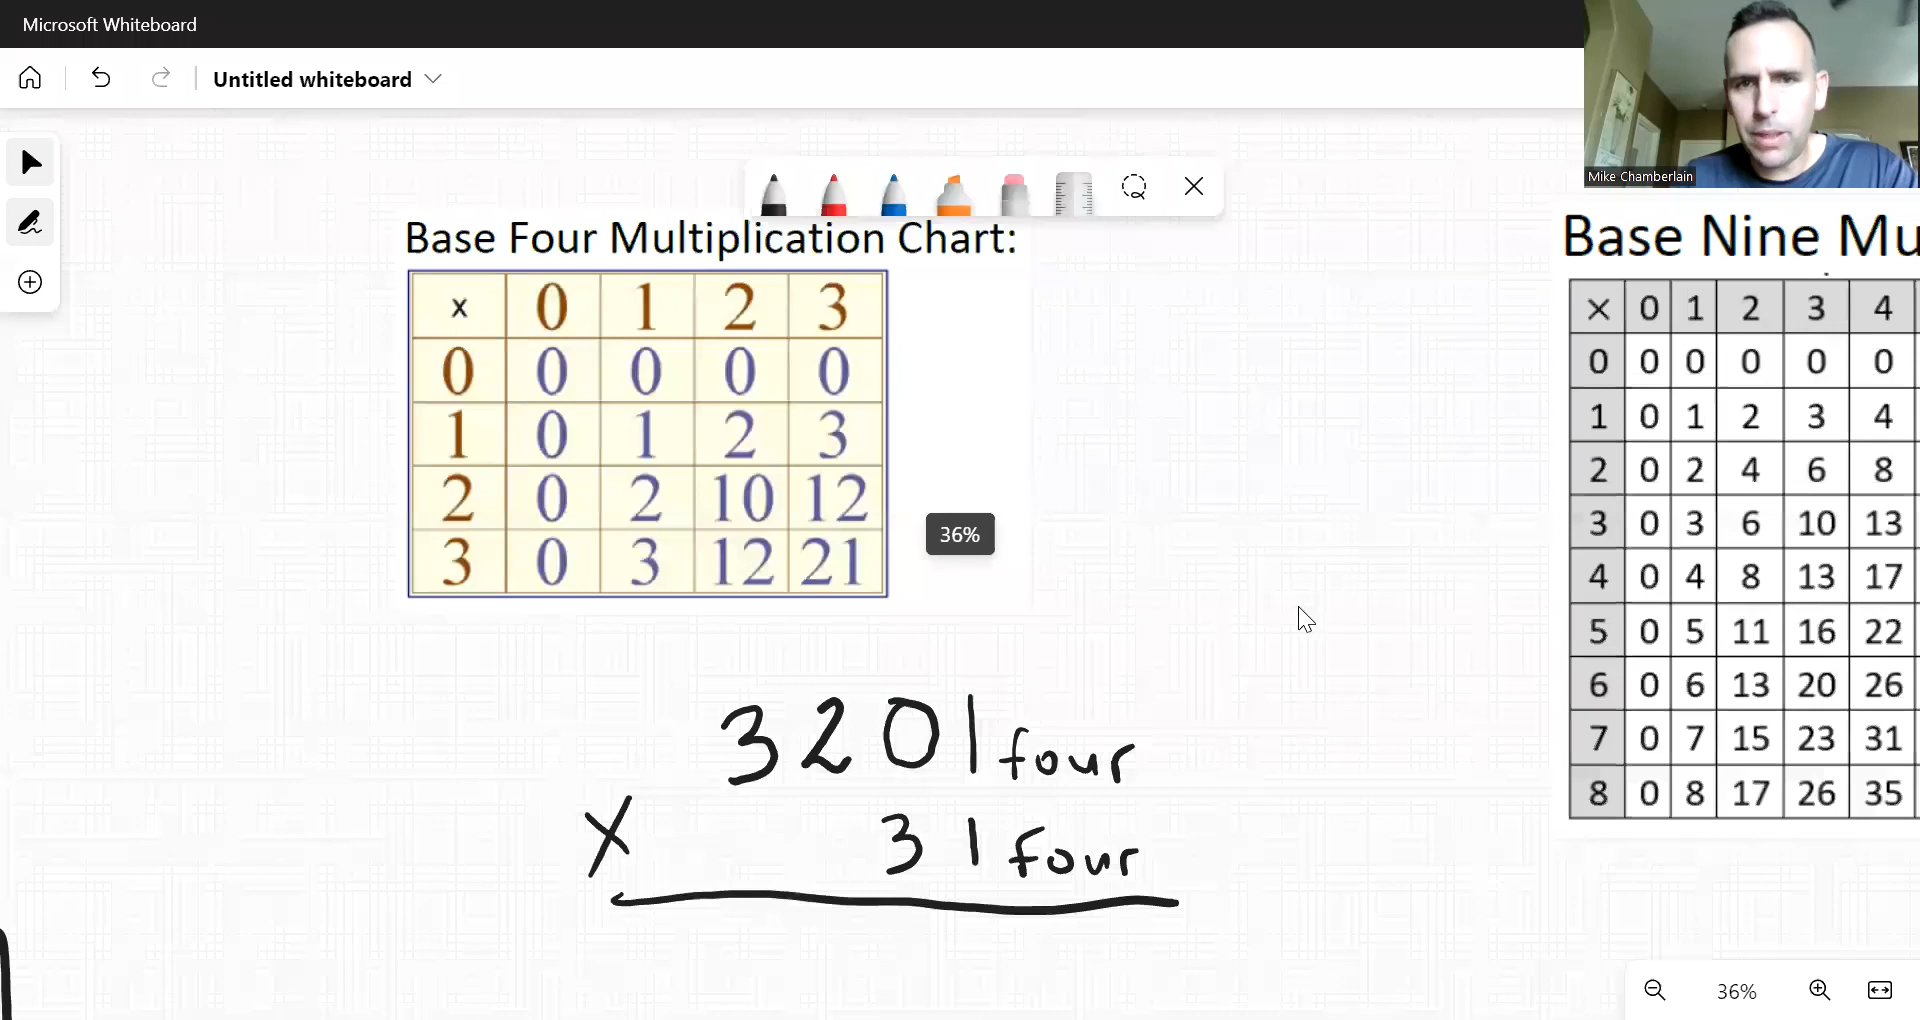 Microsoft Whiteboard
Untitled whiteboard
Mike Chamberlain
Base Four Multiplication Chart:
x 0 1 2 3
0 0 0 0 0
1 0 1 2 3
2 0 2 10 12
3 0 3 12 21
36%
3201four
X 31four
Base Nine Mu
× 0 1 2 3 4
0 0 0 0 0 0
1 0 1 2 3 4
2 0 2 4 6 8
3 0 3 6 10 13
4 0 4 8 13 17
5 0 5 11 16 22
6 0 6 13 20 26
7 0 7 15 23 31
8 0 8 17 26 35
36%